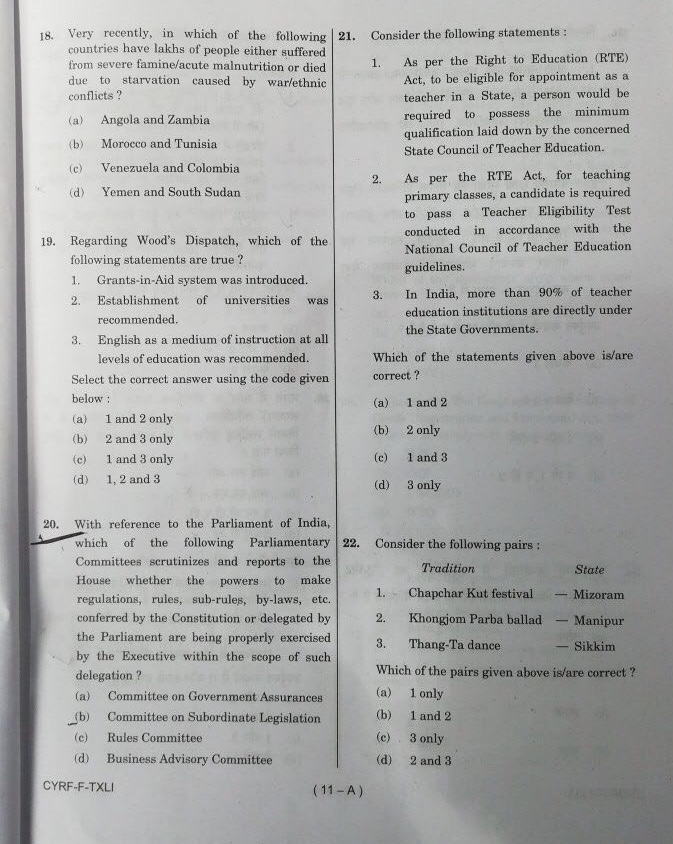 18. Very recently, in which of the following
countries have lakhs of people either suffered
from severe famine/acute malnutrition or died
due to starvation caused by war/ethnic
conflicts ?
(a) Angola and Zambia
(b) Morocco and Tunisia
(c) Venezuela and Colombia
(d) Yemen and South Sudan
19. Regarding Wood's Dispatch, which of the
following statements are true ?
1. Grants-in-Aid system was introduced.
2. Establishment of universities was
recommended.
3. English as a medium of instruction at all
levels of education was recommended.
Select the correct answer using the code given
below :
(a) 1 and 2 only
(b) 2 and 3 only
(c) 1 and 3 only
(d) 1, 2 and 3
20. With reference to the Parliament of India,
which of the following Parliamentary
Committees scrutinizes and reports to the
House whether the powers to make
regulations, rules, sub-rules, by-laws, etc.
conferred by the Constitution or delegated by
the Parliament are being properly exercised
by the Executive within the scope of such
delegation ?
(a) Committee on Government Assurances
(b) Committee on Subordinate Legislation
(c) Rules Committee
(d) Business Advisory Committee
21. Consider the following statements :
1. As per the Right to Education (RTE)
Act, to be eligible for appointment as a
teacher in a State, a person would be
required to possess the minimum
qualification laid down by the concerned
State Council of Teacher Education.
2. As per the RTE Act, for teaching
primary classes, a candidate is required
to pass a Teacher Eligibility Test
conducted in accordance with the
National Council of Teacher Education
guidelines.
3. In India, more than 90% of teacher
education institutions are directly under
the State Governments.
Which of the statements given above is/are
correct ?
(a) 1 and 2
(b) 2 only
(c) 1 and 3
(d) 3 only
22. Consider the following pairs :
Tradition State
1. Chapchar Kut festival — Mizoram
2. Khongjom Parba ballad — Manipur
3. Thang-Ta dance — Sikkim
Which of the pairs given above is/are correct ?
(a) 1 only
(b) 1 and 2
(c) 3 only
(d) 2 and 3
CYRF-F-TXLI
( 11 – A )